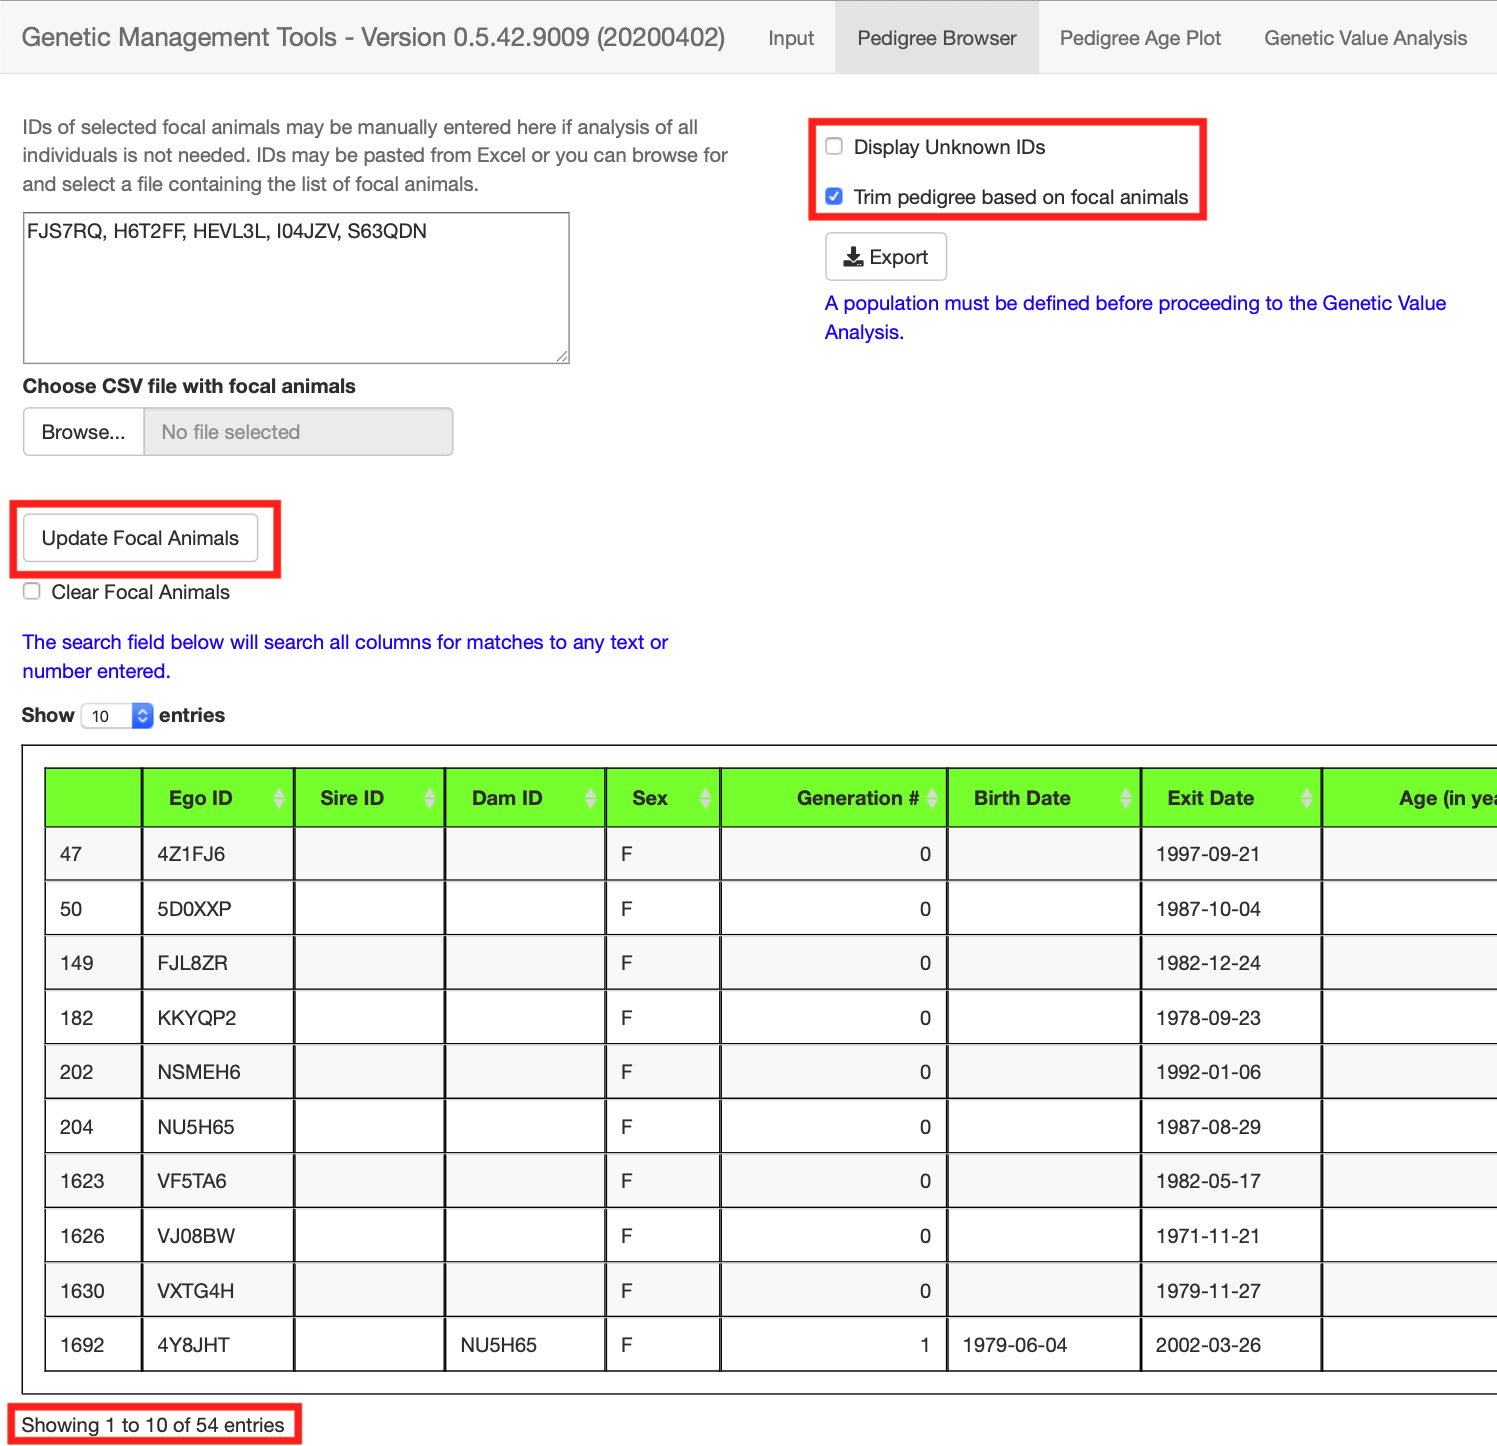 Genetic Management Tools - Version 0.5.42.9009 (20200402) Input Pedigree Browser Pedigree Age Plot Genetic Value Analysis
IDs of selected focal animals may be manually entered here if analysis of all
individuals is not needed. IDs may be pasted from Excel or you can browse for
and select a file containing the list of focal animals.
FJS7RQ, H6T2FF, HEVL3L, I04JZV, S63QDN
Choose CSV file with focal animals
Browse... No file selected
Update Focal Animals
Clear Focal Animals
Display Unknown IDs
Trim pedigree based on focal animals
Export
A population must be defined before proceeding to the Genetic Value
Analysis.
The search field below will search all columns for matches to any text or
number entered.
Show 10 entries
Ego ID Sire ID Dam ID Sex Generation # Birth Date Exit Date Age (in yea
47 4Z1FJ6 F 0 1997-09-21
50 5D0XXP F 0 1987-10-04
149 FJL8ZR F 0 1982-12-24
182 KKYQP2 F 0 1978-09-23
202 NSMEH6 F 0 1992-01-06
204 NU5H65 F 0 1987-08-29
1623 VF5TA6 F 0 1982-05-17
1626 VJ08BW F 0 1971-11-21
1630 VXTG4H F 0 1979-11-27
1692 4Y8JHT NU5H65 F 1 1979-06-04 2002-03-26
Showing 1 to 10 of 54 entries